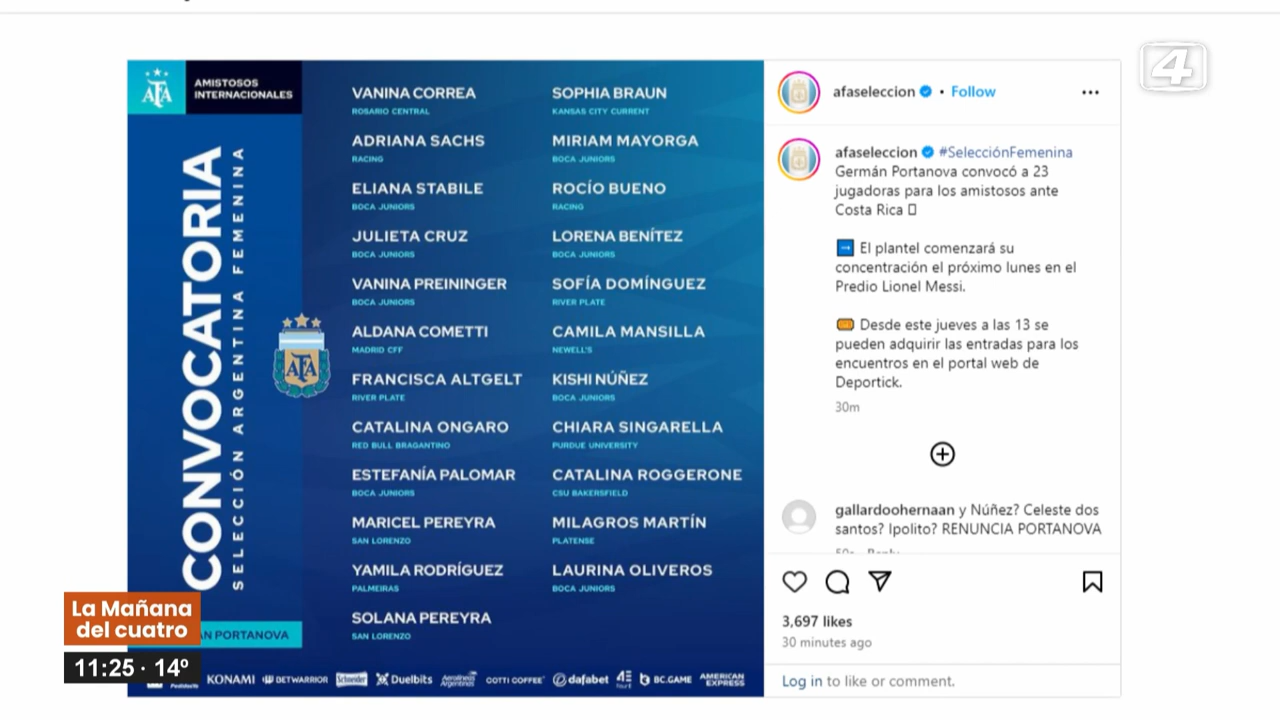 4
AFA
AMISTOSOS
INTERNACIONALES
CONVOCATORIA
SELECCIÓN ARGENTINA FEMENINA
AFA
VANINA CORREA
ROSARIO CENTRAL
ADRIANA SACHS
RACING
ELIANA STABILE
BOCA JUNIORS
JULIETA CRUZ
BOCA JUNIORS
VANINA PREININGER
BOCA JUNIORS
ALDANA COMETTI
MADRID CFF
FRANCISCA ALTGELT
RIVER PLATE
CATALINA ONGARO
RED BULL BRAGANTINO
ESTEFANÍA PALOMAR
BOCA JUNIORS
MARICEL PEREYRA
SAN LORENZO
YAMILA RODRÍGUEZ
PALMEIRAS
SOLANA PEREYRA
SAN LORENZO
SOPHIA BRAUN
KANSAS CITY CURRENT
MIRIAM MAYORGA
BOCA JUNIORS
ROCÍO BUENO
RACING
LORENA BENÍTEZ
BOCA JUNIORS
SOFÍA DOMÍNGUEZ
RIVER PLATE
CAMILA MANSILLA
NEWELL'S
KISHI NÚÑEZ
BOCA JUNIORS
CHIARA SINGARELLA
PURDUE UNIVERSITY
CATALINA ROGGERONE
CSU BAKERSFIELD
MILAGROS MARTÍN
PLATENSE
LAURINA OLIVEROS
BOCA JUNIORS
AN PORTANOVA
KONAMI BETWARRIOR Schneider Duelbits Aerolíneas Argentinas COTTI COFFEE dafabet BC.GAME AMERICAN EXPRESS
afaseleccion • Follow
afaseleccion #SelecciónFemenina
Germán Portanova convocó a 23
jugadoras para los amistosos ante
Costa Rica
El plantel comenzará su
concentración el próximo lunes en el
Predio Lionel Messi.
Desde este jueves a las 13 se
pueden adquirir las entradas para los
encuentros en el portal web de
Deportick.
30m
gallardoohernaan y Núñez? Celeste dos
santos? Ipolito? RENUNCIA PORTANOVA
3,697 likes
30 minutes ago
Log in to like or comment.
La Mañana
del cuatro
11:25 · 14º